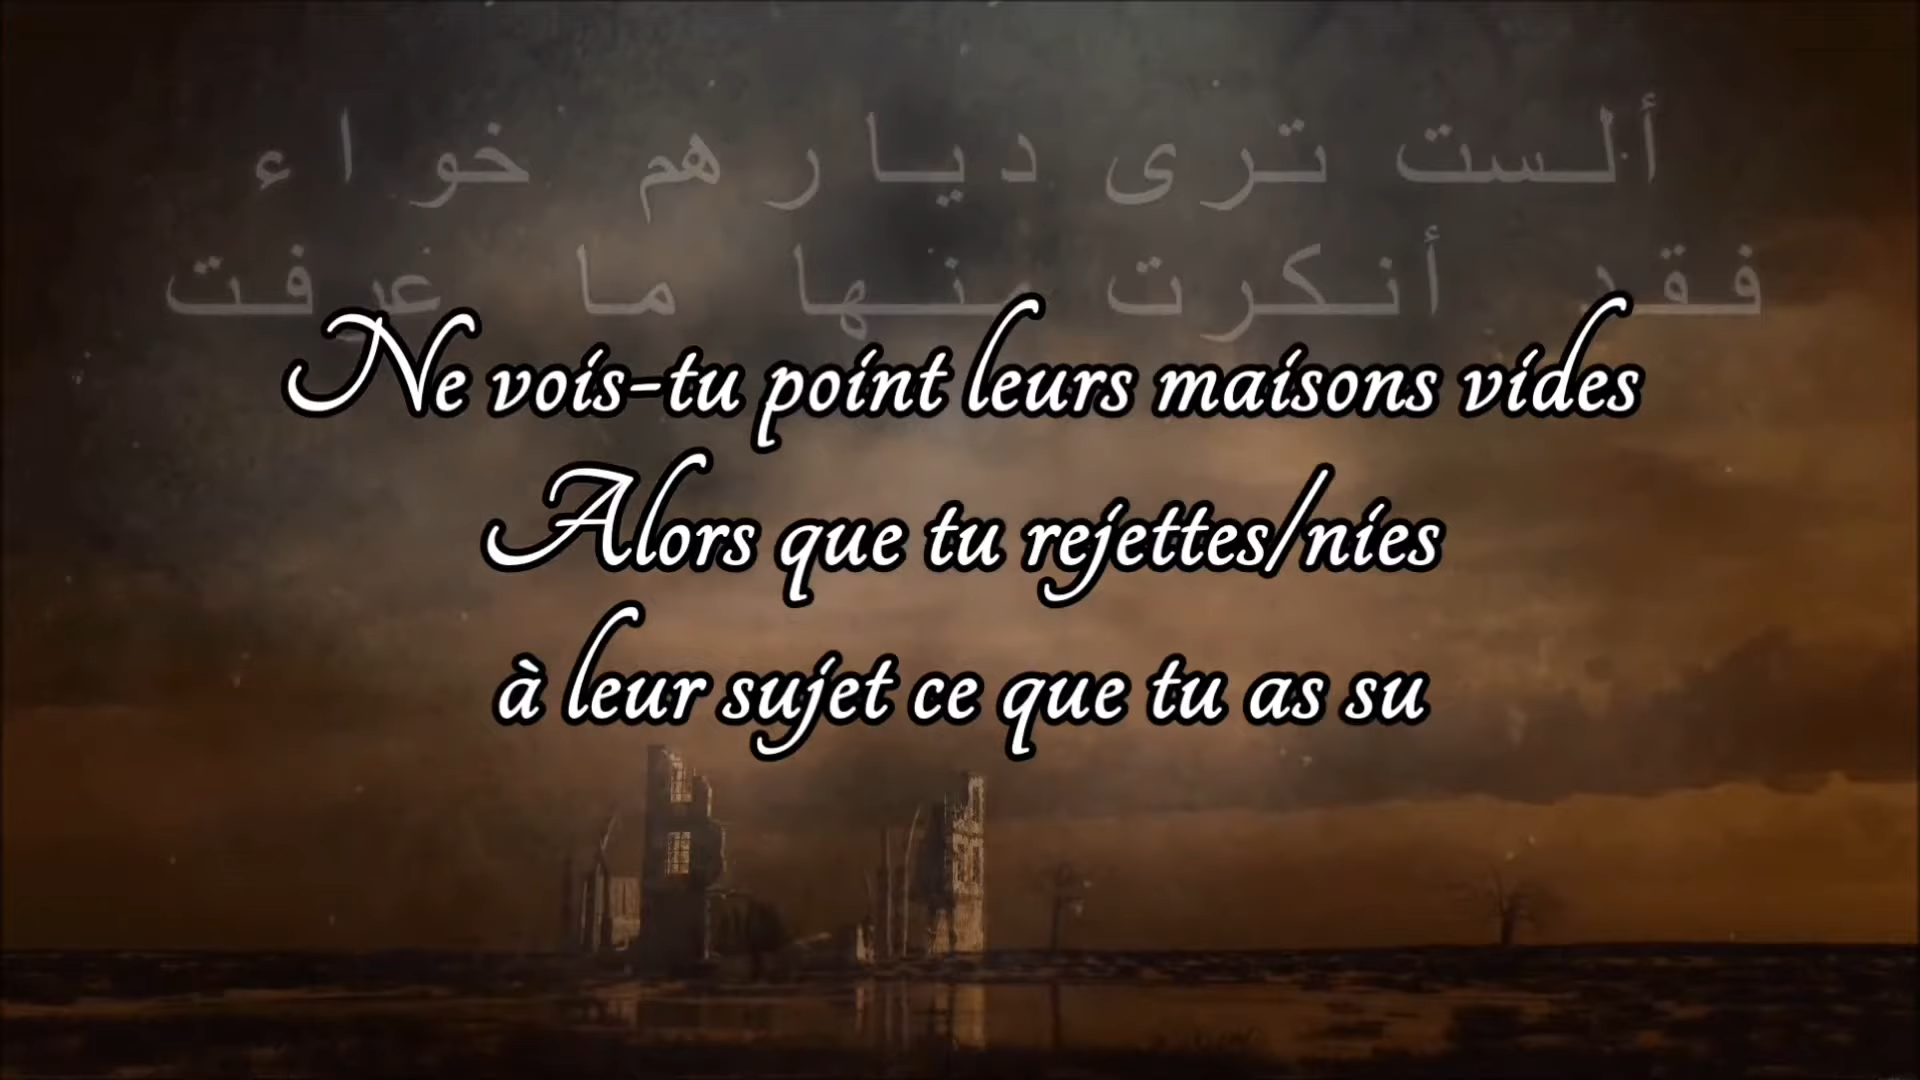 ألست ترى ديارهم خواء
فقد أنكرت منها ما عرفت
Ne vois-tu point leurs maisons vides
Alors que tu rejettes/nies
à leur sujet ce que tu as su